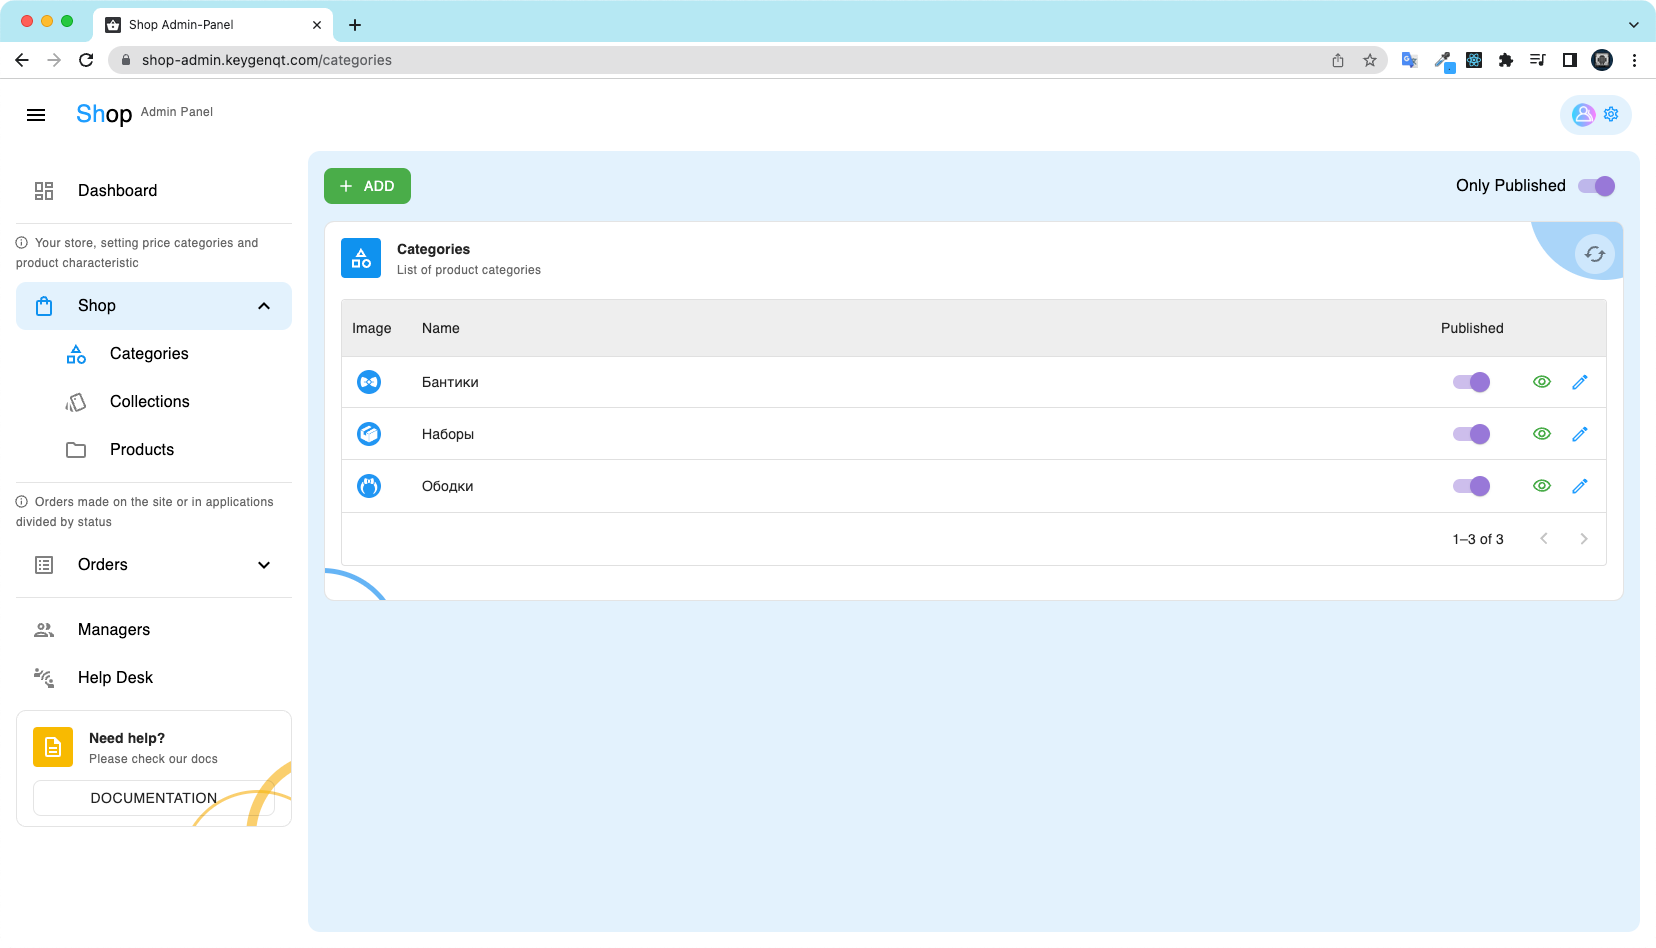 Shop Admin-Panel
shop-admin.keygenqt.com/categories
Shop Admin Panel
Dashboard
Your store, setting price categories and
product characteristic
Shop
Categories
Collections
Products
Orders made on the site or in applications
divided by status
Orders
Managers
Help Desk
Need help?
Please check our docs
DOCUMENTATION
ADD
Only Published
Categories
List of product categories
Image Name Published
Бантики
Наборы
Ободки
1–3 of 3